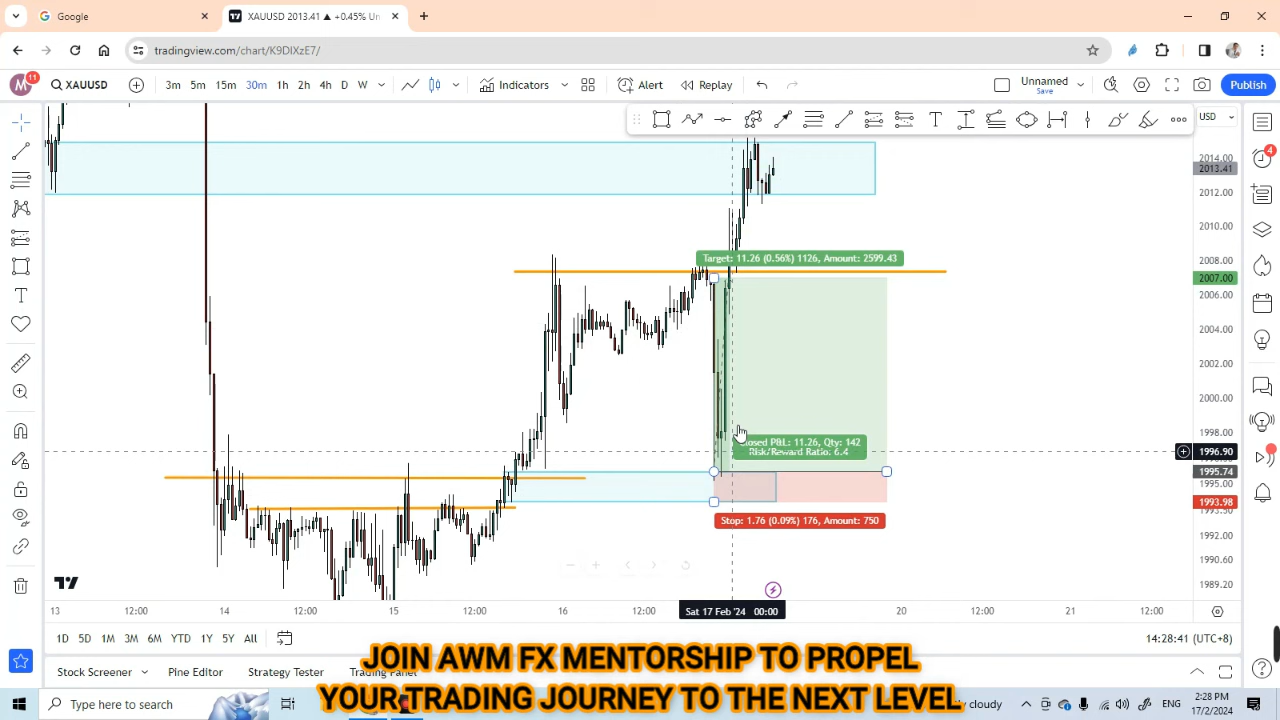 Google
XAUUSD 2013.41 ▲ +0.45% Un
tradingview.com/chart/K9DIXzE7/
M 11 XAUUSD 3m 5m 15m 30m 1h 2h 4h D W Indicators Alert Replay Unnamed Save Publish
USD
2014.00
2013.41
2012.00
2010.00
Target: 11.26 (0.56%) 1126, Amount: 2599.43
2008.00
2007.00
2006.00
2004.00
2002.00
2000.00
1998.00
Closed P&L: 11.26, Qty: 142
Risk/Reward Ratio: 6.4
1996.90
1995.74
1995.00
1993.98
Stop: 1.76 (0.09%) 176, Amount: 750
1992.00
1990.60
1989.20
13 12:00 14 12:00 15 12:00 16 12:00 Sat 17 Feb '24 00:00 20 12:00 21 12:00
1D 5D 1M 3M 6M YTD 1Y 5Y All 14:28:41 (UTC+8)
Stock Screener Pine Editor Strategy Tester Trading Panel
JOIN AWM FX MENTORSHIP TO PROPEL
YOUR TRADING JOURNEY TO THE NEXT LEVEL
Type here to search cloudy ENG 2:28 PM
17/2/2024
4